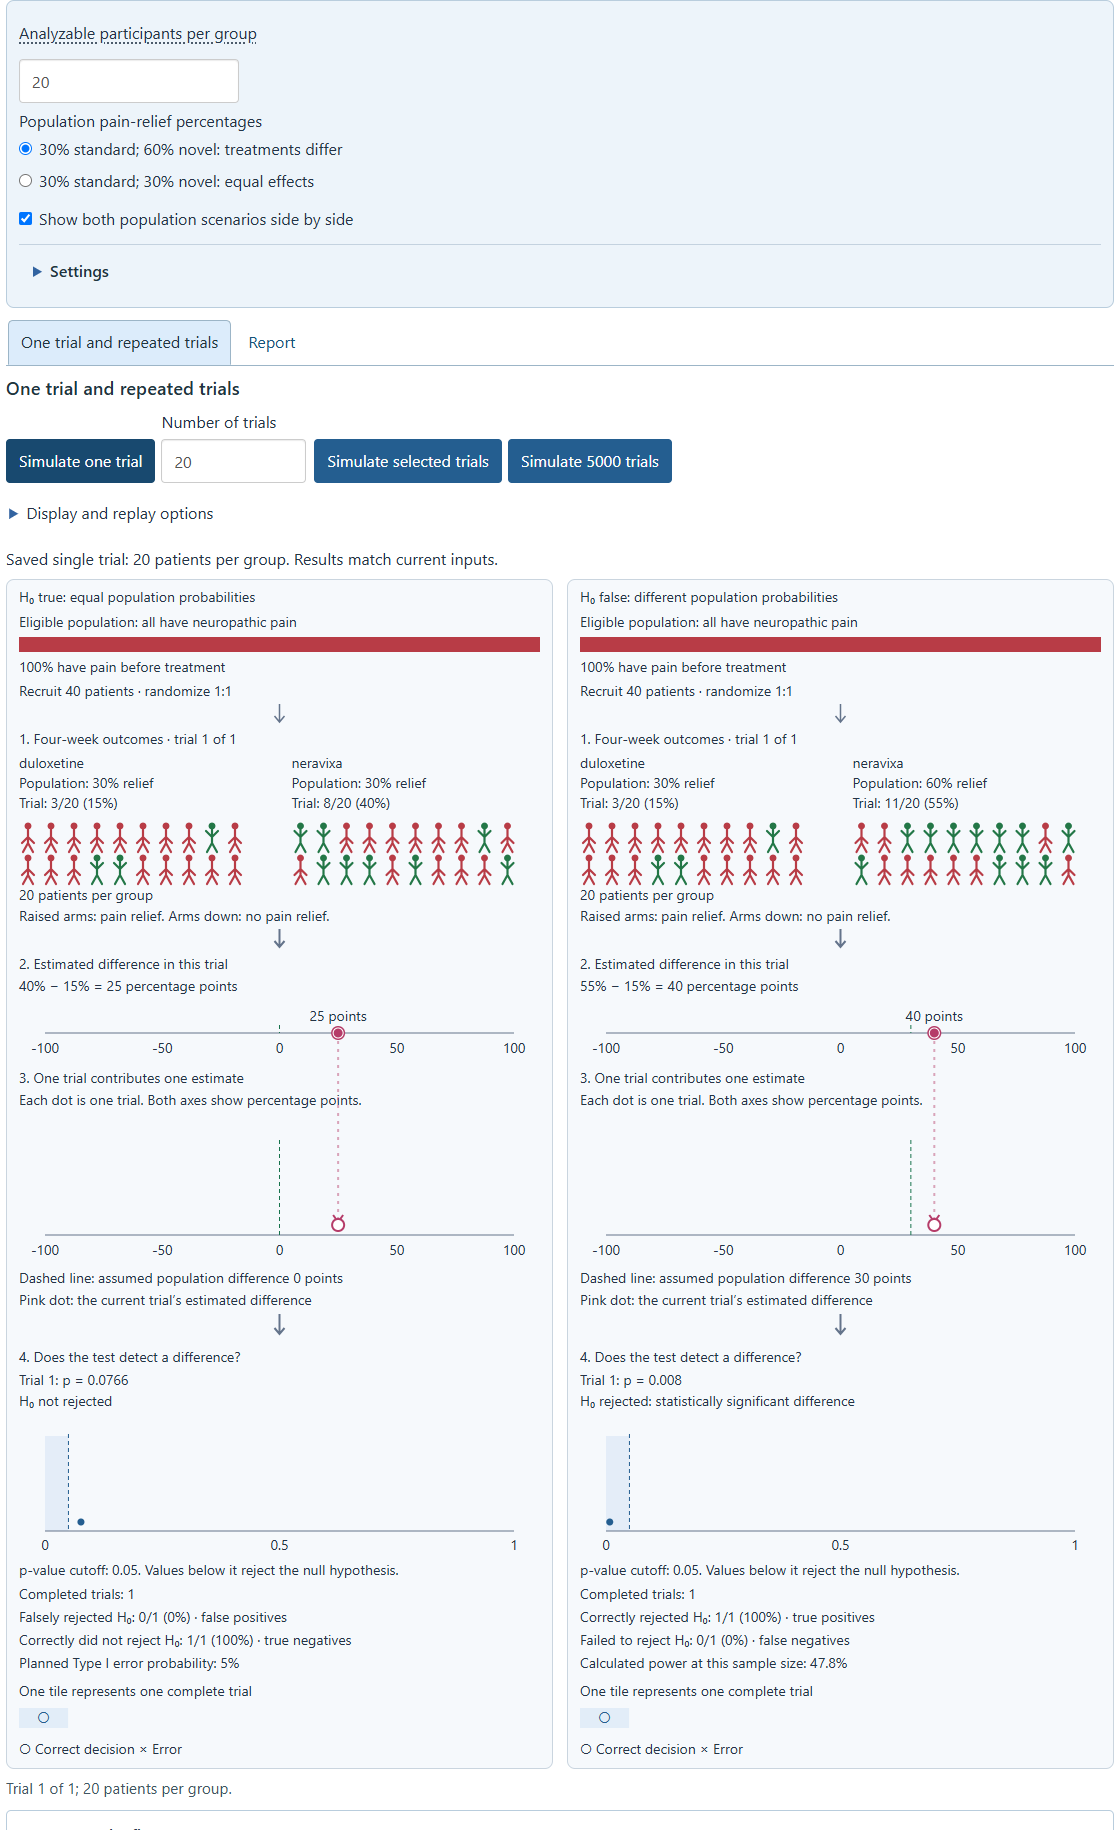 Analyzable participants per group
20
Population pain-relief percentages
30% standard; 60% novel: treatments differ
30% standard; 30% novel: equal effects
Show both population scenarios side by side
Settings
One trial and repeated trials
Report
One trial and repeated trials
Number of trials
Simulate one trial
20
Simulate selected trials
Simulate 5000 trials
Display and replay options
Saved single trial: 20 patients per group. Results match current inputs.
H₀ true: equal population probabilities
Eligible population: all have neuropathic pain
100% have pain before treatment
Recruit 40 patients · randomize 1:1
1. Four-week outcomes · trial 1 of 1
duloxetine
Population: 30% relief
Trial: 3/20 (15%)
neravixa
Population: 30% relief
Trial: 8/20 (40%)
20 patients per group
Raised arms: pain relief. Arms down: no pain relief.
2. Estimated difference in this trial
40% − 15% = 25 percentage points
25 points
-100 -50 0 50 100
3. One trial contributes one estimate
Each dot is one trial. Both axes show percentage points.
-100 -50 0 50 100
Dashed line: assumed population difference 0 points
Pink dot: the current trial's estimated difference
4. Does the test detect a difference?
Trial 1: p = 0.0766
H₀ not rejected
0 0.5 1
p-value cutoff: 0.05. Values below it reject the null hypothesis.
Completed trials: 1
Falsely rejected H₀: 0/1 (0%) · false positives
Correctly did not reject H₀: 1/1 (100%) · true negatives
Planned Type I error probability: 5%
One tile represents one complete trial
○ Correct decision × Error
H₀ false: different population probabilities
Eligible population: all have neuropathic pain
100% have pain before treatment
Recruit 40 patients · randomize 1:1
1. Four-week outcomes · trial 1 of 1
duloxetine
Population: 30% relief
Trial: 3/20 (15%)
neravixa
Population: 60% relief
Trial: 11/20 (55%)
20 patients per group
Raised arms: pain relief. Arms down: no pain relief.
2. Estimated difference in this trial
55% − 15% = 40 percentage points
40 points
-100 -50 0 50 100
3. One trial contributes one estimate
Each dot is one trial. Both axes show percentage points.
-100 -50 0 50 100
Dashed line: assumed population difference 30 points
Pink dot: the current trial's estimated difference
4. Does the test detect a difference?
Trial 1: p = 0.008
H₀ rejected: statistically significant difference
0 0.5 1
p-value cutoff: 0.05. Values below it reject the null hypothesis.
Completed trials: 1
Correctly rejected H₀: 1/1 (100%) · true positives
Failed to reject H₀: 0/1 (0%) · false negatives
Calculated power at this sample size: 47.8%
One tile represents one complete trial
○ Correct decision × Error
Trial 1 of 1; 20 patients per group.